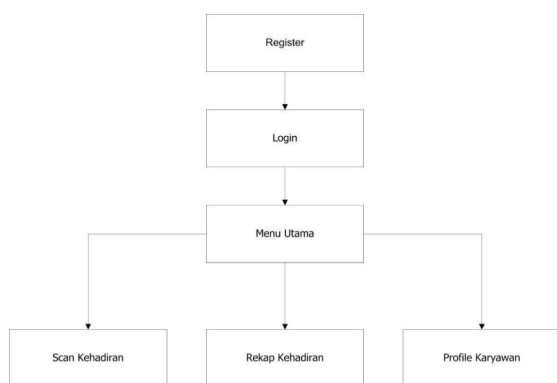 Register
Login
Menu Utama
Scan Kehadiran
Rekap Kehadiran
Profile Karyawan